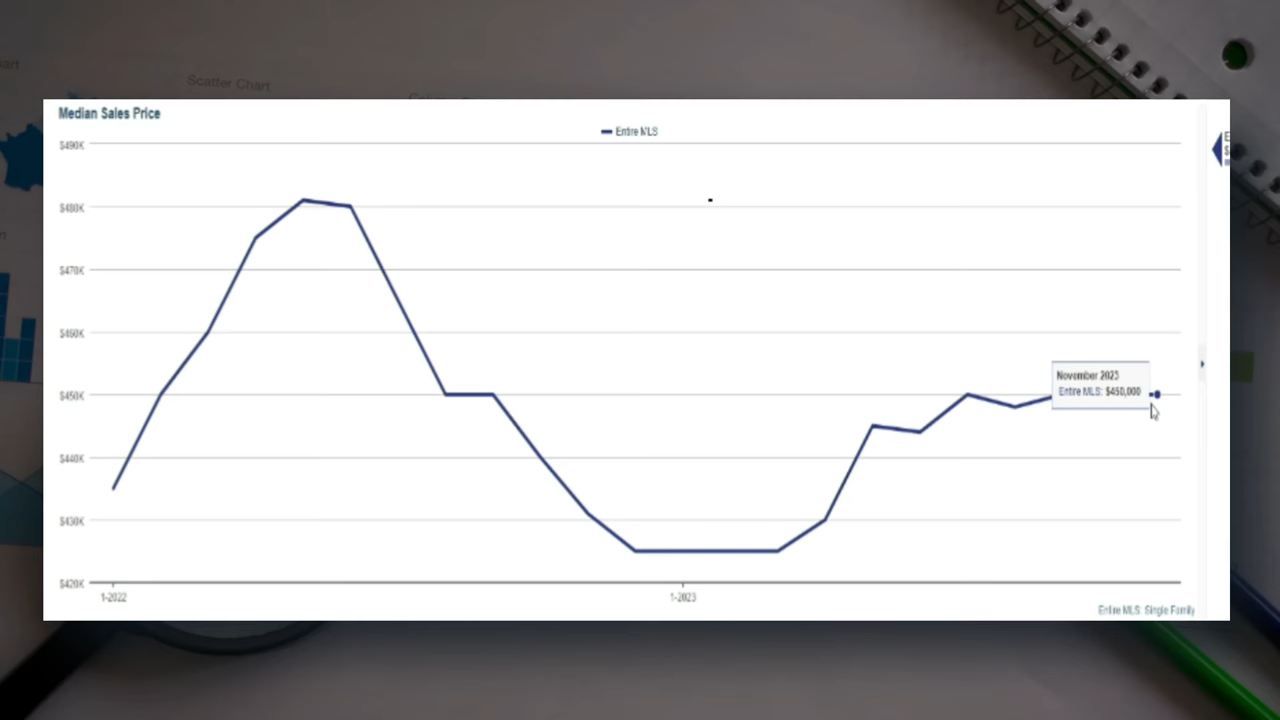 Scatter Chart
Median Sales Price
Entire MLS
$490K
$480K
$470K
$460K
$450K
November 2023
Entire MLS: $450,000
$440K
$430K
$420K
1-2022
1-2023
Entire MLS: Single Family